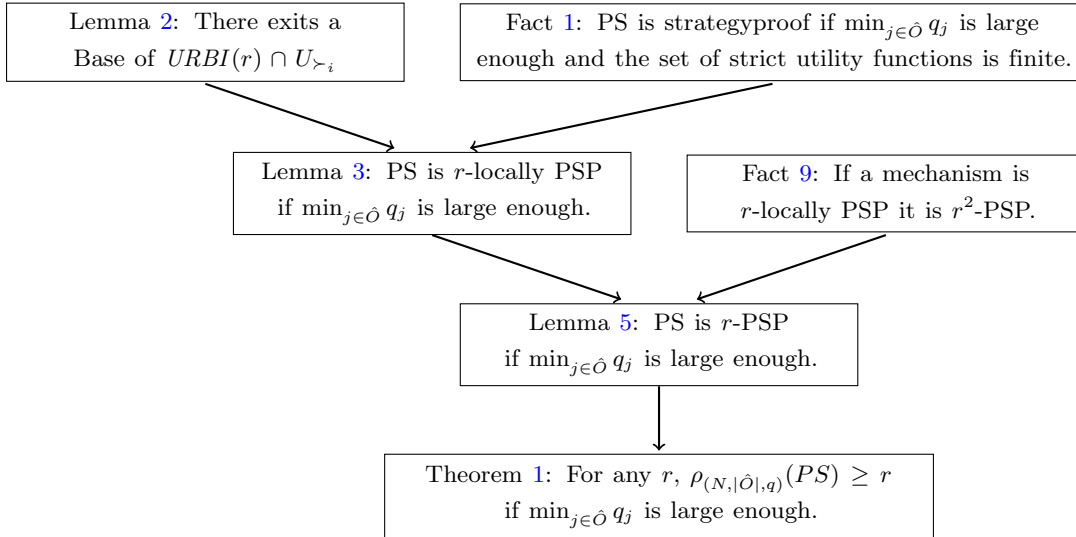 Lemma 2: There exits a
Base of URBI(r) ∩ U_{≻_i}
Fact 1: PS is strategyproof if min_{j∈Ô} q_j is large
enough and the set of strict utility functions is finite.
Lemma 3: PS is r-locally PSP
if min_{j∈Ô} q_j is large enough.
Fact 9: If a mechanism is
r-locally PSP it is r²-PSP.
Lemma 5: PS is r-PSP
if min_{j∈Ô} q_j is large enough.
Theorem 1: For any r, ρ_{(N,|Ô|,q)}(PS) ≥ r
if min_{j∈Ô} q_j is large enough.